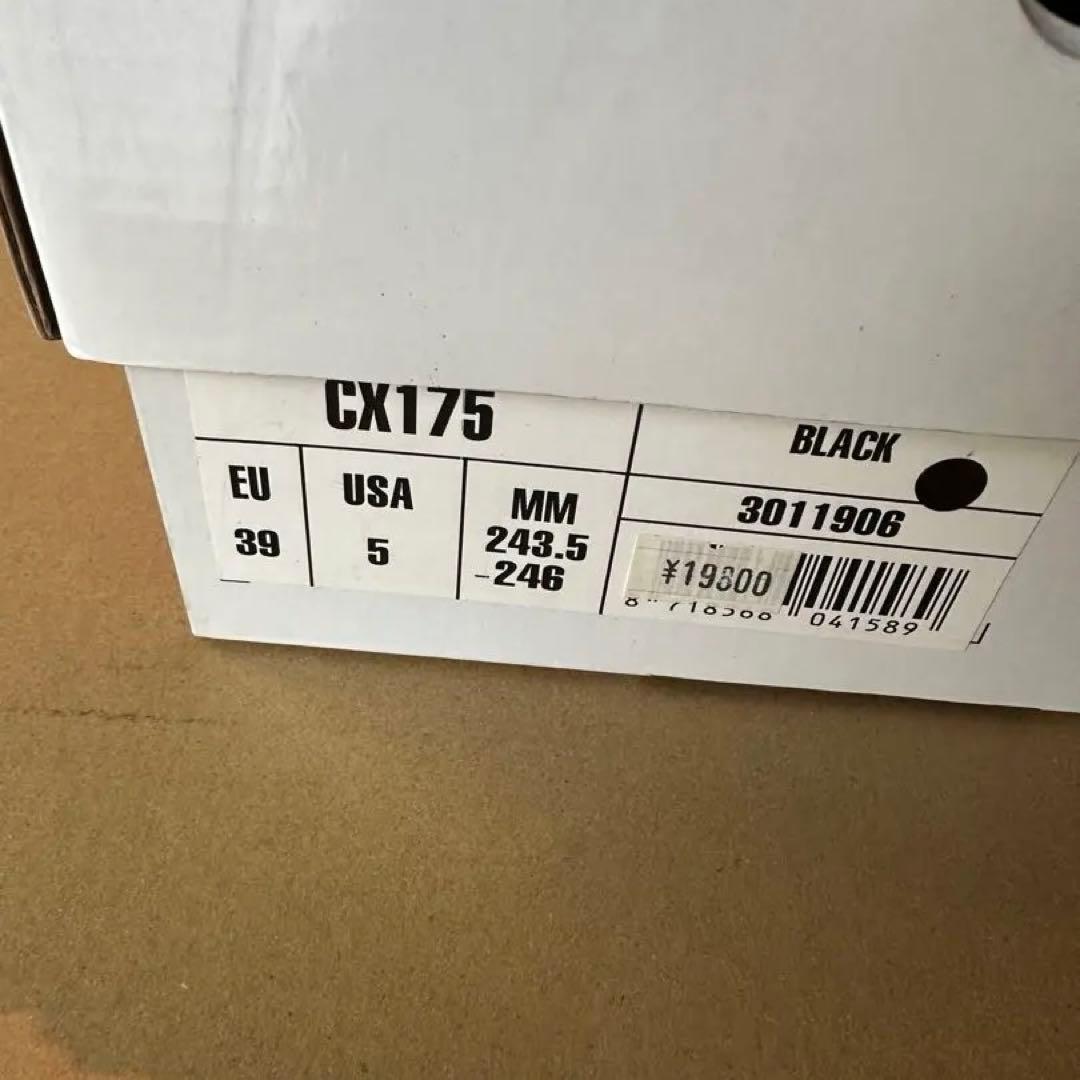 CX175
BLACK
EU
USA
MM
3011906
39
5
243.5
-246
¥19800
041589